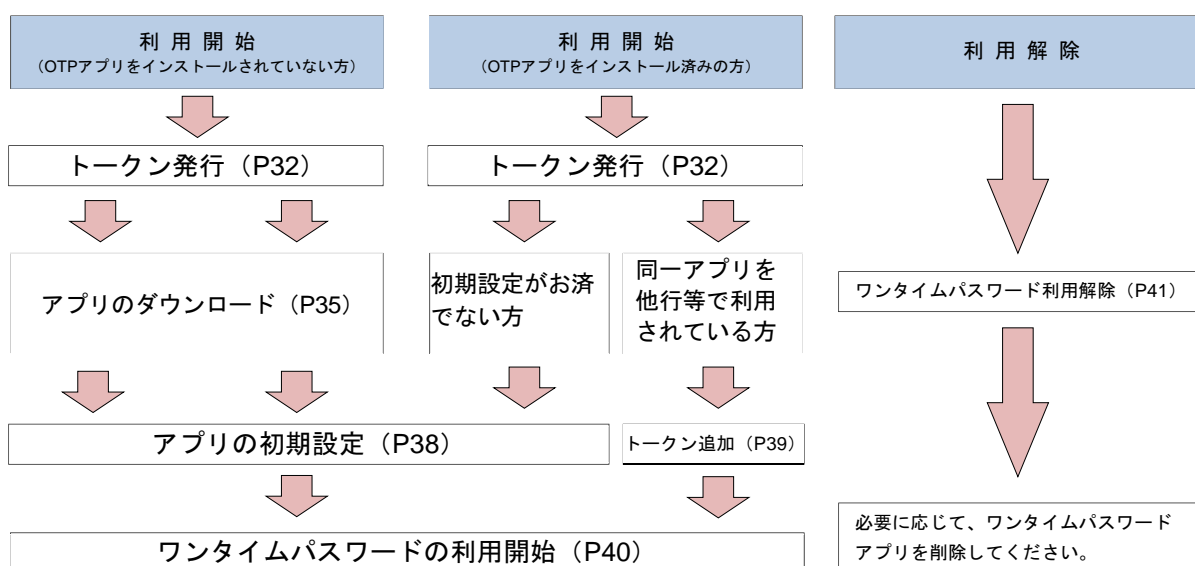 利用開始
(OTPアプリをインストールされていない方)
利用開始
(OTPアプリをインストール済みの方)
利用解除
トークン発行（P32）
トークン発行（P32）
アプリのダウンロード（P35）
初期設定がお済
でない方
同一アプリを
他行等で利用
されている方
ワンタイムパスワード利用解除（P41）
アプリの初期設定（P38）
トークン追加（P39）
ワンタイムパスワードの利用開始（P40）
必要に応じて、ワンタイムパスワード
アプリを削除してください。